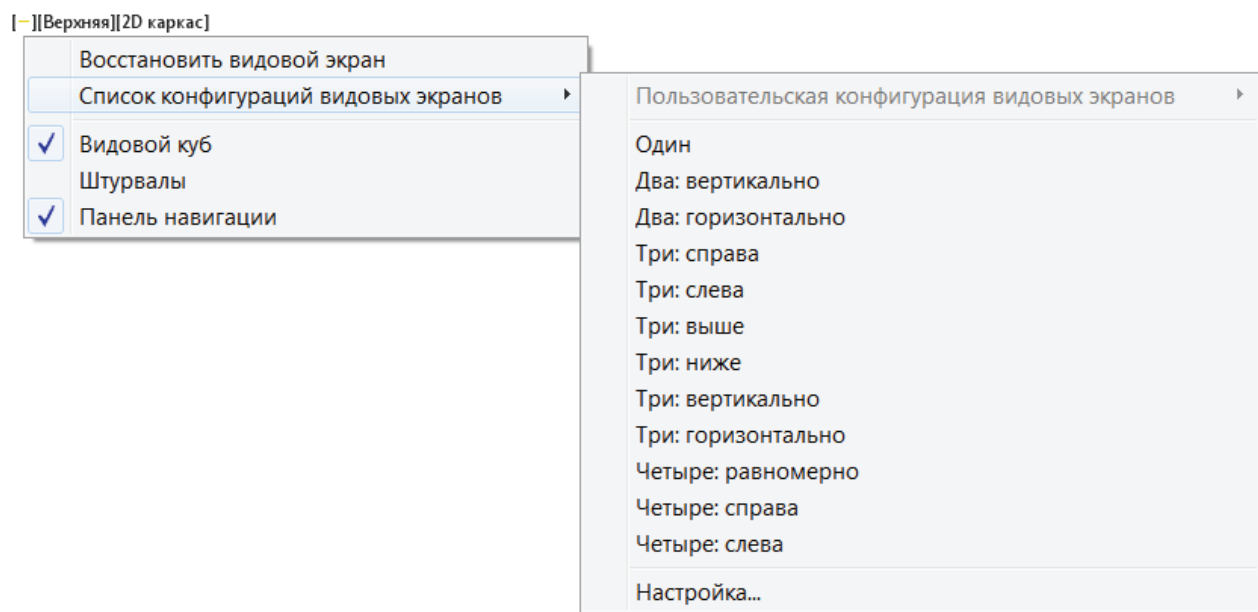 [−][Верхняя][2D каркас]
Восстановить видовой экран
Список конфигураций видовых экранов
Видовой куб
Штурвалы
Панель навигации
Пользовательская конфигурация видовых экранов
Один
Два: вертикально
Два: горизонтально
Три: справа
Три: слева
Три: выше
Три: ниже
Три: вертикально
Три: горизонтально
Четыре: равномерно
Четыре: справа
Четыре: слева
Настройка...